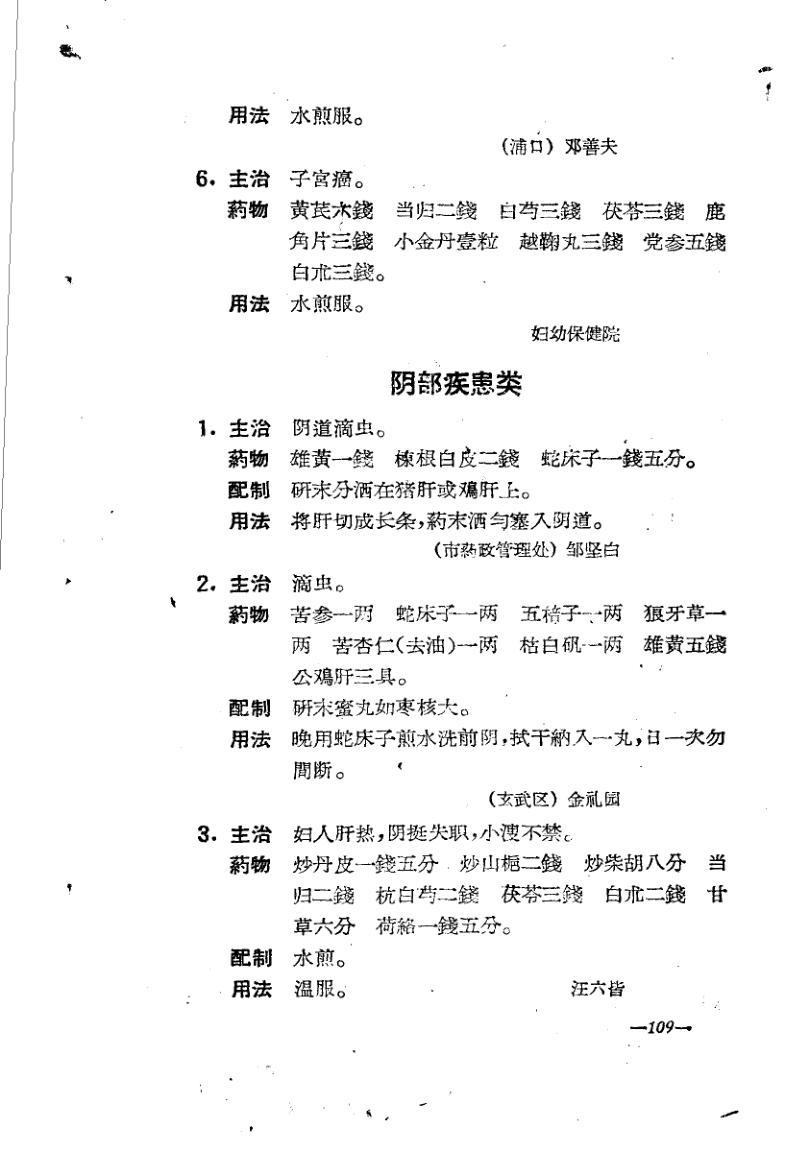 用法 水煎服。
(浦口) 邓善夫
6. 主治 子宮癌。
葯物 黄芪六錢 当归二錢 白芍三錢 茯苓三錢 鹿
角片三錢 小金丹壹粒 越鞠丸三錢 党参五錢
白朮三錢。
用法 水煎服。
妇幼保健院
阴部疾患类
1. 主治 阴道滴虫。
葯物 雄黄一錢 楝根白皮二錢 蛇床子一錢五分。
配制 研末分洒在猪肝或鳮肝上。
用法 将肝切成长条,葯末洒匀塞入阴道。
(市葯政管理处) 邹坚白
2. 主治 滴虫。
葯物 苦参一两 蛇床子一两 五棓子一两 狼牙草一
两 苦杏仁(去油)一两 枯白矾一两 雄黄五錢
公鳮肝三具。
配制 研末蜜丸如枣核大。
用法 晚用蛇床子煎水洗前阴,拭干納入一丸,日一次勿
間断。
(玄武区) 金礼园
3. 主治 妇人肝热,阴挺失职,小溲不禁。
葯物 炒丹皮一錢五分 炒山梔二錢 炒柴胡八分 当
归二錢 杭白芍二錢 茯苓三錢 白朮二錢 甘
草六分 荷絡一錢五分。
配制 水煎。
用法 温服。 汪六皆
—109—